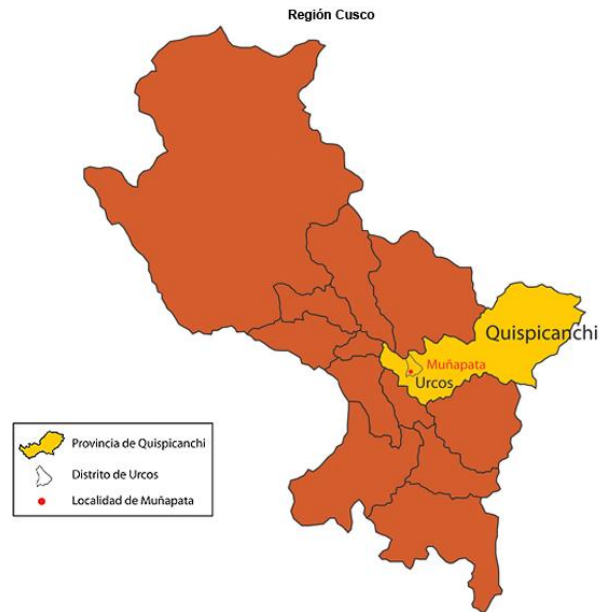 Región Cusco
Quispicanchi
Muñapata
Urcos
Provincia de Quispicanchi
Distrito de Urcos
Localidad de Muñapata